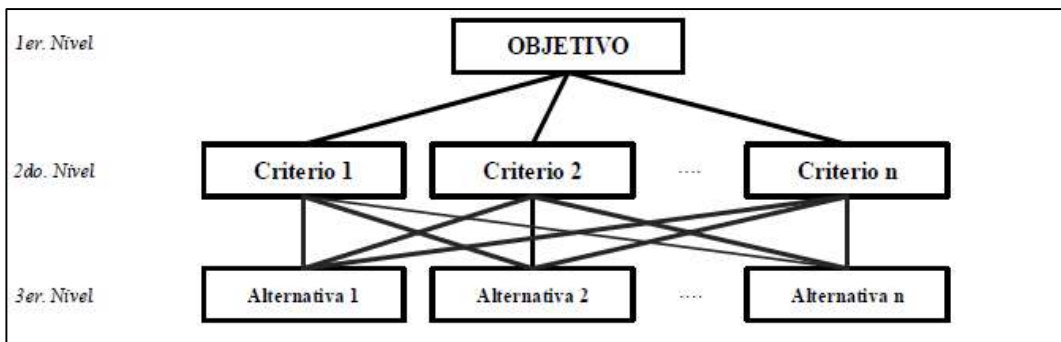 1er. Nivel
OBJETIVO
2do. Nivel
Criterio 1
Criterio 2
....
Criterio n
3er. Nivel
Alternativa 1
Alternativa 2
....
Alternativa n